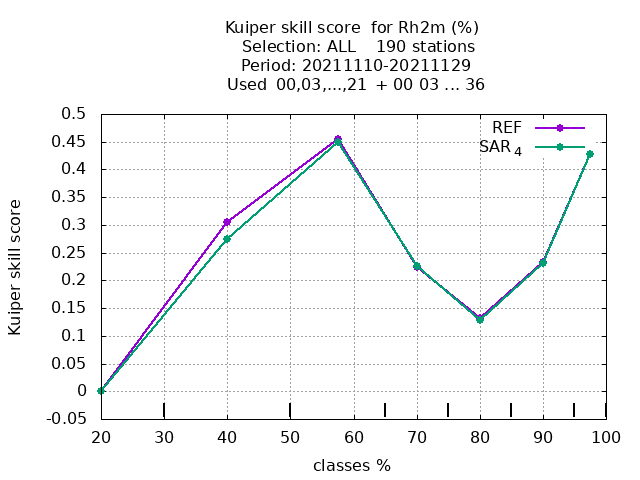 Kuiper skill score  for Rh2m (%)
Selection: ALL    190 stations
Period: 20211110-20211129
Used  00,03,...,21  + 00 03 ... 36
REF
SAR 4
0.5
0.45
0.4
0.35
0.3
0.25
0.2
0.15
0.1
0.05
0
-0.05
Kuiper skill score
20 30 40 50 60 70 80 90 100
classes %